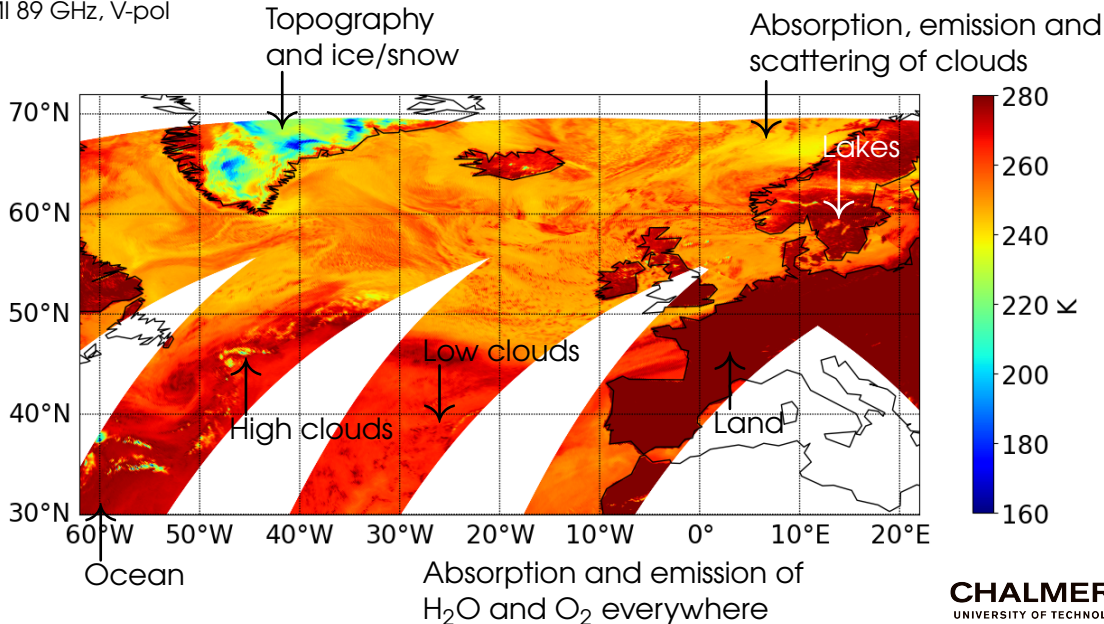 MI 89 GHz, V-pol
Topography
and ice/snow
Absorption, emission and
scattering of clouds
70°N
60°N
50°N
40°N
30°N
Lakes
Low clouds
High clouds
Land
60°W 50°W 40°W 30°W 20°W 10°W 0° 10°E 20°E
280
260
240
220
200
180
160
K
Ocean
Absorption and emission of
H₂O and O₂ everywhere
CHALMER
UNIVERSITY OF TECHNOL